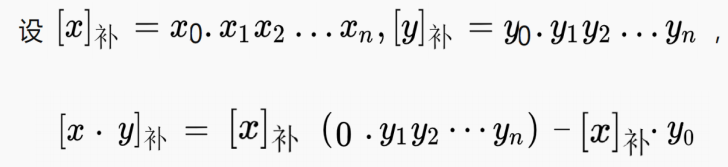 设 [x]补 = x₀.x₁x₂...xₙ,[y]补 = y₀.y₁y₂...yₙ ,
[x · y]补 = [x]补 (0 .y₁y₂⋯yₙ) − [x]补· y₀